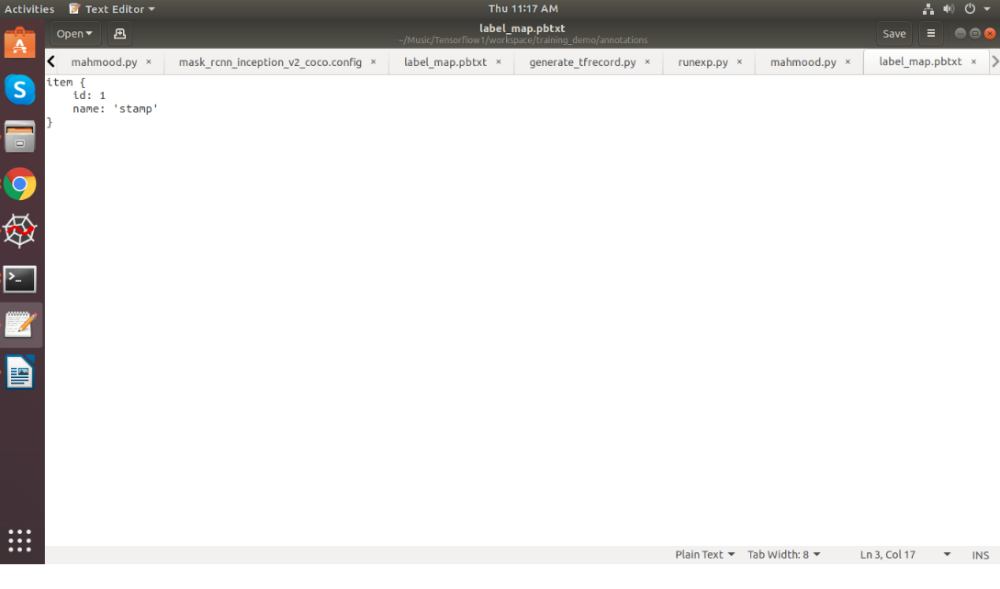 Activities Text Editor Thu 11:17 AM
Open label_map.pbtxt Save
~/Music/Tensorflow1/workspace/training_demo/annotations
mahmood.py × mask_rcnn_inception_v2_coco.config × label_map.pbtxt × generate_tfrecord.py × runexp.py × mahmood.py × label_map.pbtxt ×
item {
    id: 1
    name: 'stamp'
}
Plain Text Tab Width: 8 Ln 3, Col 17 INS